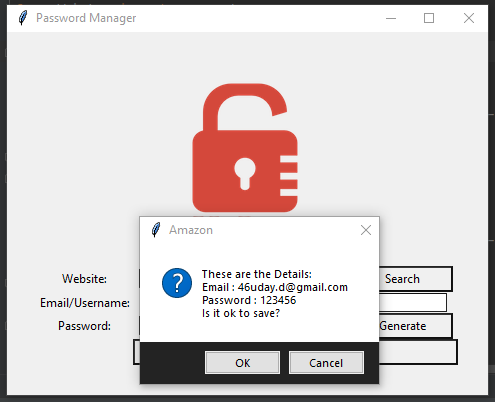 Password Manager
Amazon
These are the Details:
Email : 46uday.d@gmail.com
Password : 123456
Is it ok to save?
OK
Cancel
Website:
Search
Email/Username:
Password:
Generate